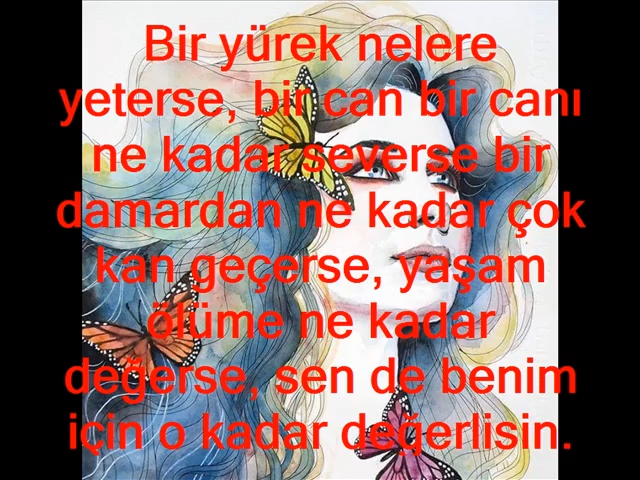 Bir yürek nelere
yeterse, bir can bir canı
ne kadar severse bir
damardan ne kadar çok
kan geçerse, yaşam
ölüme ne kadar
değerse, sen de benim
için o kadar değerlisin.